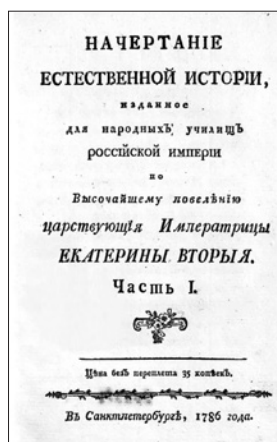 НАЧЕРТАНІЕ
ЕСТЕСТВЕННОЙ ИСТОРІИ,
изданное
для народныхъ училищъ
РОССІЙСКОЙ ИМПЕРІИ
по
Высочайшему повелѣнію
царствующія Императрицы
ЕКАТЕРИНЫ ВТОРЫЯ.
Часть I.
Цѣна безъ переплета 35 копѣекъ.
Въ Санктпетербургѣ, 1786 года.